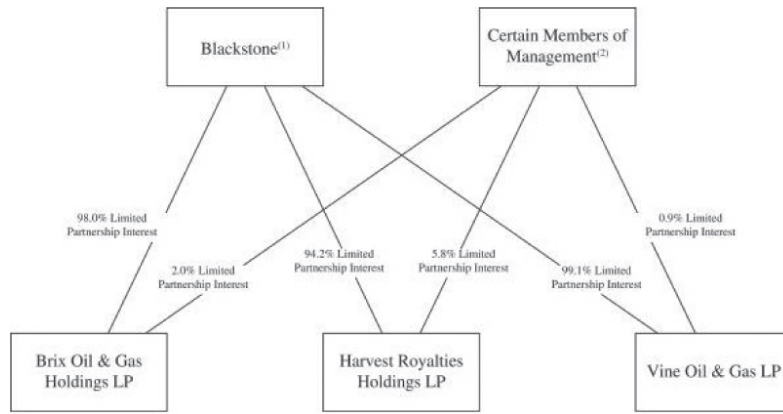 Blackstone(1)
Certain Members of
Management(2)
98.0% Limited
Partnership Interest
2.0% Limited
Partnership Interest
94.2% Limited
Partnership Interest
5.8% Limited
Partnership Interest
99.1% Limited
Partnership Interest
0.9% Limited
Partnership Interest
Brix Oil & Gas
Holdings LP
Harvest Royalties
Holdings LP
Vine Oil & Gas LP